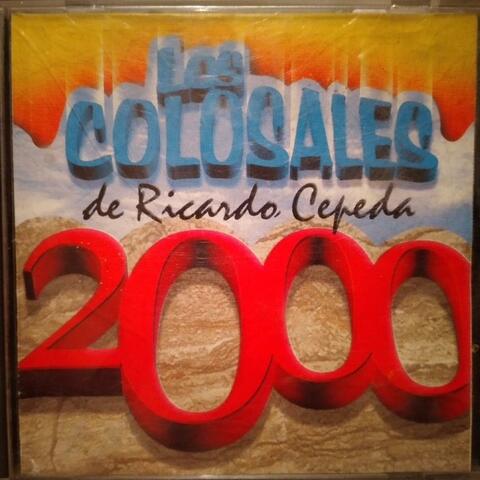 Los
COLOSALES
de Ricardo Cepeda
2000